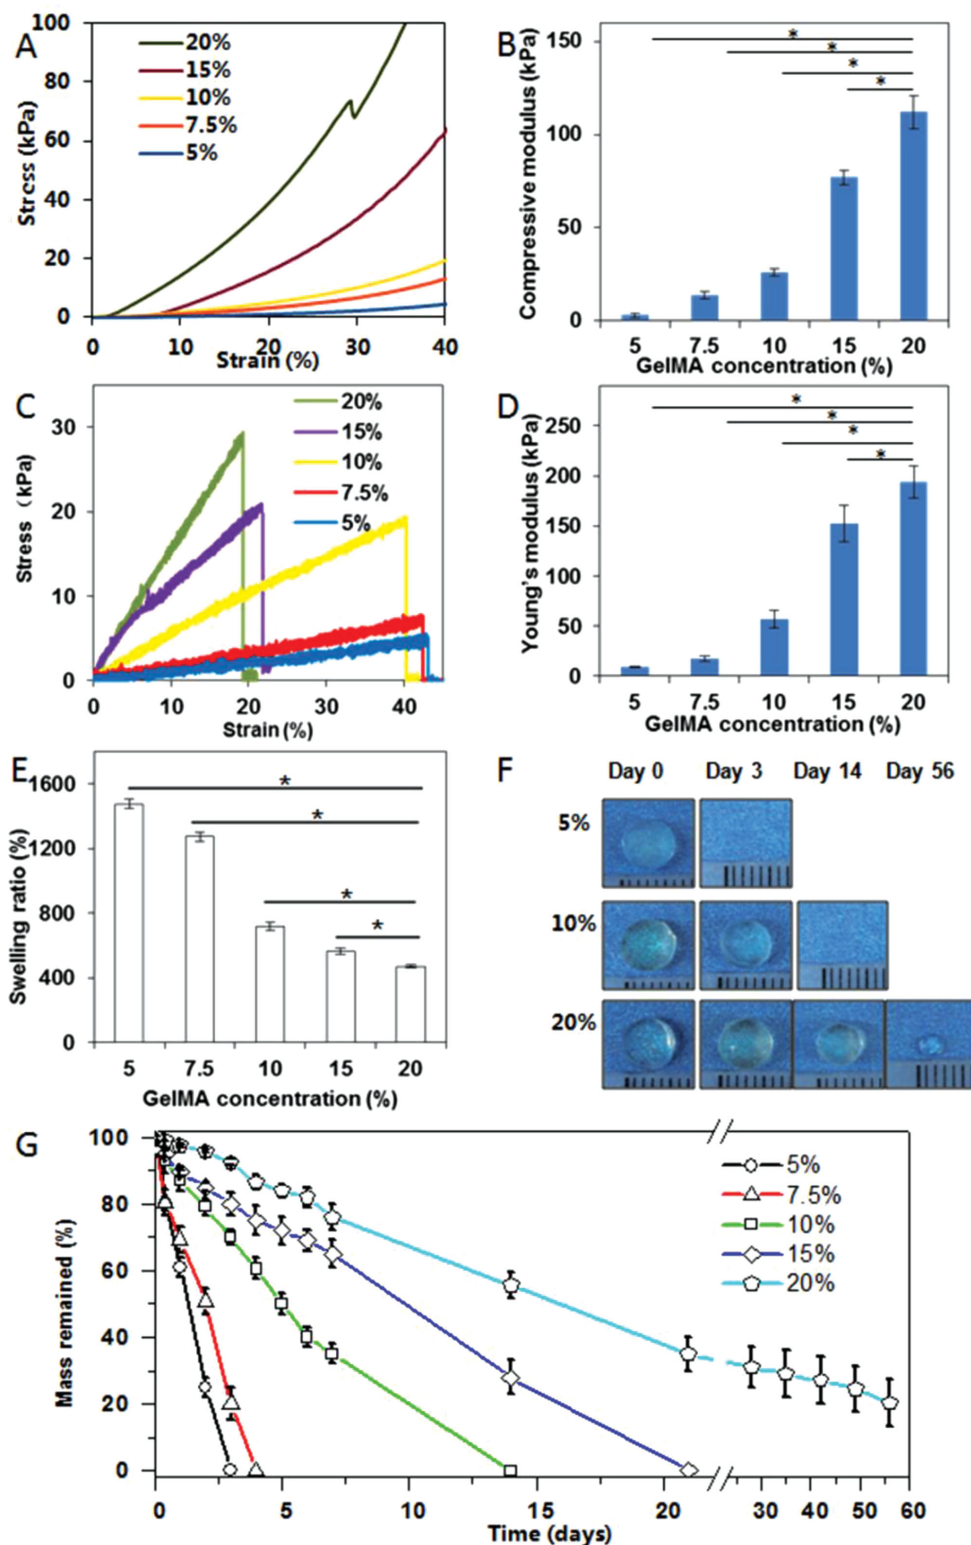 A
Stress (kPa)
100
80
60
40
20
0
20%
15%
10%
7.5%
5%
0 10 20 30 40
Strain (%)
B
Compressive modulus (kPa)
150
100
50
0
*
*
*
*
5 7.5 10 15 20
GelMA concentration (%)
C
Stress (kPa)
30
20
10
0
20%
15%
10%
7.5%
5%
0 10 20 30 40
Strain (%)
D
Young's modulus (kPa)
250
200
150
100
50
0
*
*
*
*
5 7.5 10 15 20
GelMA concentration (%)
E
Swelling ratio (%)
1600
1200
800
400
0
*
*
*
*
5 7.5 10 15 20
GelMA concentration (%)
F
Day 0 Day 3 Day 14 Day 56
5%
10%
20%
G
Mass remained (%)
100
80
60
40
20
0
5%
7.5%
10%
15%
20%
0 5 10 15 20 30 40 50 60
Time (days)